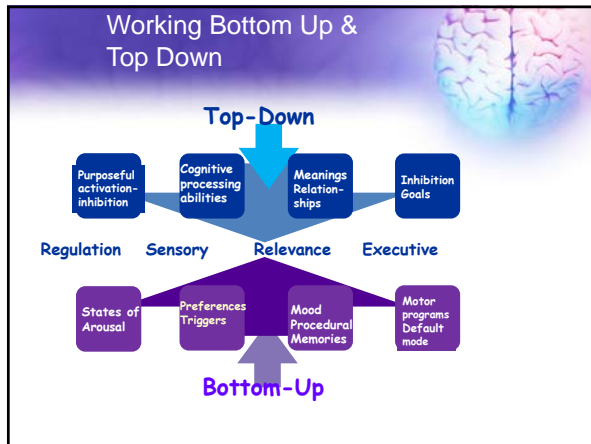 Working Bottom Up &
Top Down
Top-Down
Purposeful
activation-
inhibition
Cognitive
processing
abilities
Meanings
Relation-
ships
Inhibition
Goals
Regulation Sensory Relevance Executive
States of
Arousal
Preferences
Triggers
Mood
Procedural
Memories
Motor
programs
Default
mode
Bottom-Up